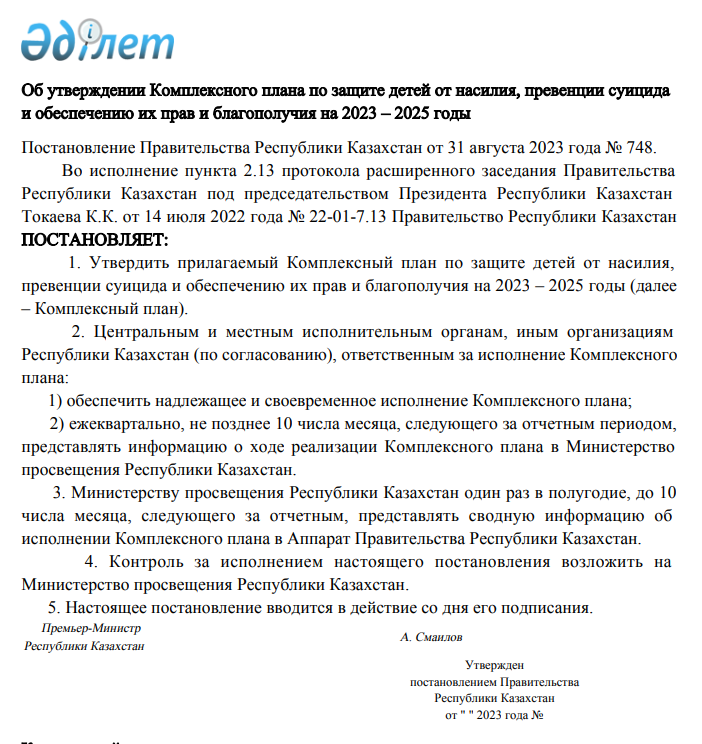 Әділет
Об утверждении Комплексного плана по защите детей от насилия, превенции суицида
и обеспечению их прав и благополучия на 2023 – 2025 годы
Постановление Правительства Республики Казахстан от 31 августа 2023 года № 748.
Во исполнение пункта 2.13 протокола расширенного заседания Правительства
Республики Казахстан под председательством Президента Республики Казахстан
Токаева К.К. от 14 июля 2022 года № 22-01-7.13 Правительство Республики Казахстан
ПОСТАНОВЛЯЕТ:
1. Утвердить прилагаемый Комплексный план по защите детей от насилия,
превенции суицида и обеспечению их прав и благополучия на 2023 – 2025 годы (далее
– Комплексный план).
2. Центральным и местным исполнительным органам, иным организациям
Республики Казахстан (по согласованию), ответственным за исполнение Комплексного
плана:
1) обеспечить надлежащее и своевременное исполнение Комплексного плана;
2) ежеквартально, не позднее 10 числа месяца, следующего за отчетным периодом,
представлять информацию о ходе реализации Комплексного плана в Министерство
просвещения Республики Казахстан.
3. Министерству просвещения Республики Казахстан один раз в полугодие, до 10
числа месяца, следующего за отчетным, представлять сводную информацию об
исполнении Комплексного плана в Аппарат Правительства Республики Казахстан.
4. Контроль за исполнением настоящего постановления возложить на
Министерство просвещения Республики Казахстан.
5. Настоящее постановление вводится в действие со дня его подписания.
Премьер-Министр
Республики Казахстан
А. Смаилов
Утвержден
постановлением Правительства
Республики Казахстан
от " " 2023 года №